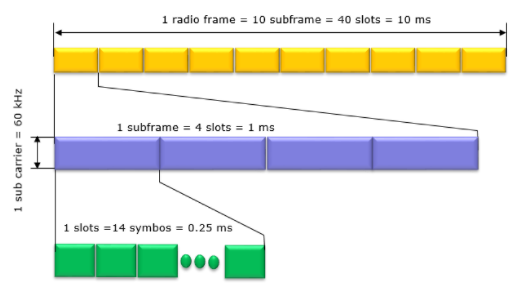 1 radio frame = 10 subframe = 40 slots = 10 ms
1 subframe = 4 slots = 1 ms
1 sub carrier = 60 kHz
1 slots =14 symbos = 0.25 ms